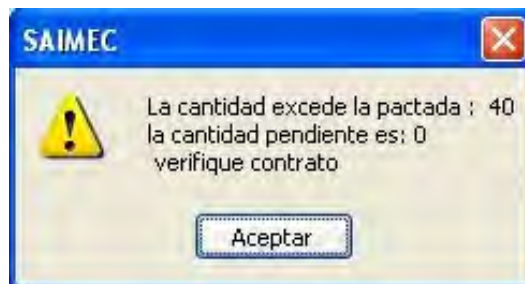 SAIMEC
La cantidad excede la pactada : 40
la cantidad pendiente es: 0
verifique contrato
Aceptar